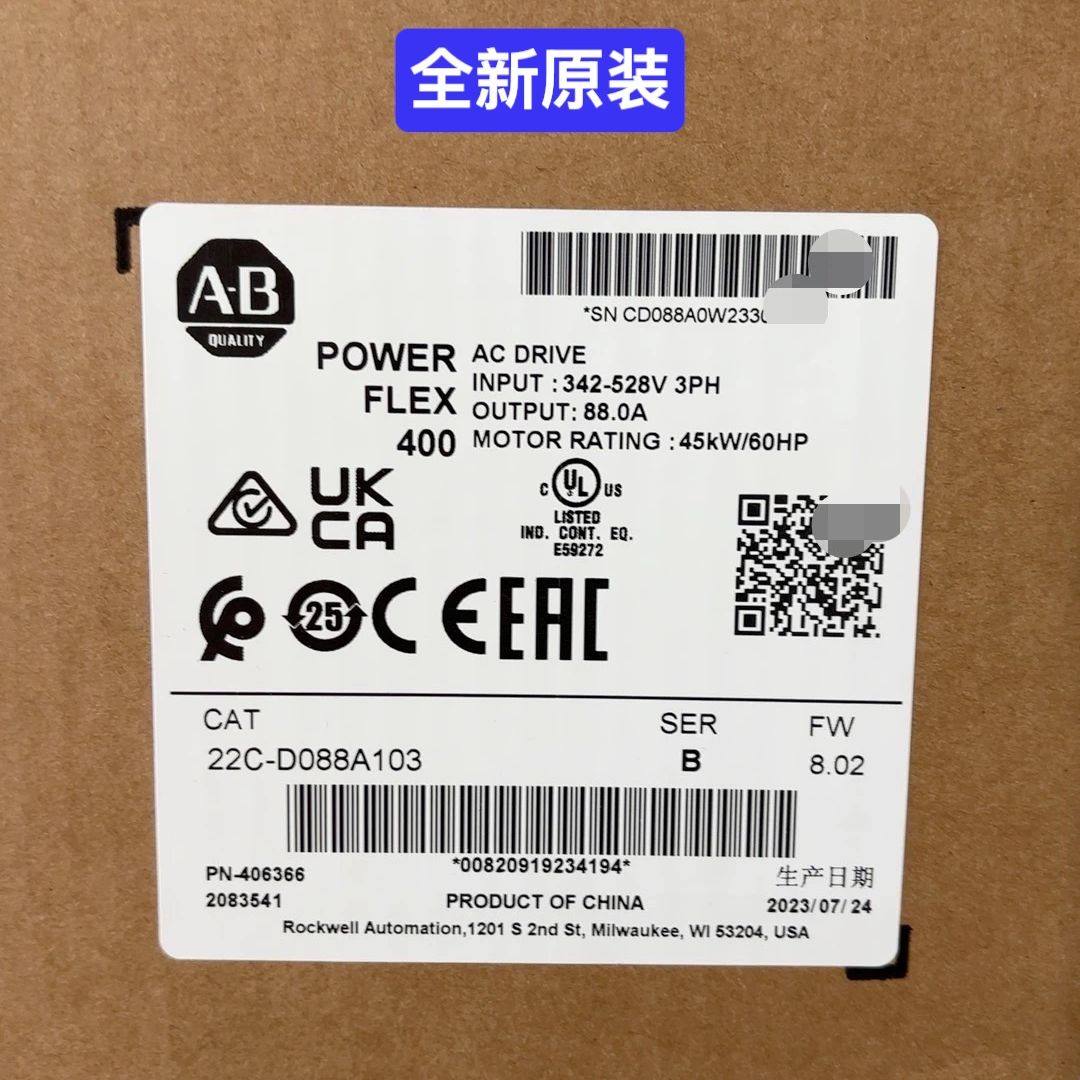 全新原装
A-B
QUALITY
*SN CD088A0W233
POWER
FLEX
400
AC DRIVE
INPUT : 342-528V 3PH
OUTPUT: 88.0A
MOTOR RATING : 45kW/60HP
UK
CA
C UL US
LISTED
IND. CONT. EQ.
E59272
25
CE
EAC
CAT
22C-D088A103
SER
B
FW
8.02
*00820919234194*
PN-406366
2083541
PRODUCT OF CHINA
生产日期
2023/07/24
Rockwell Automation,1201 S 2nd St, Milwaukee, WI 53204, USA